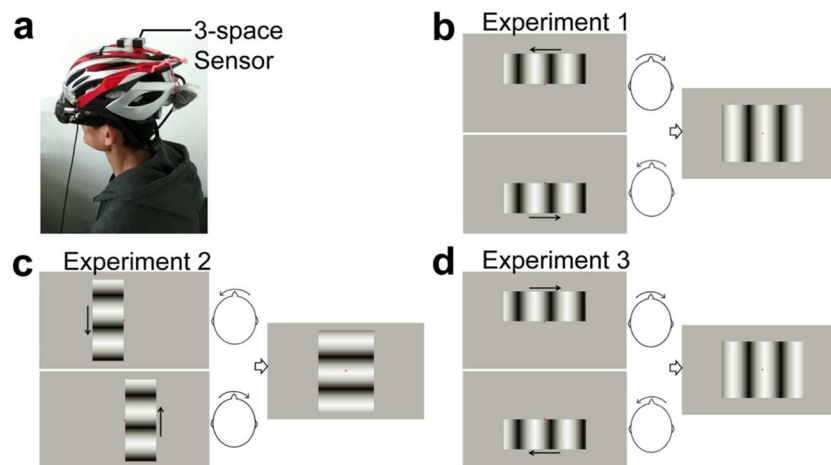 a
3-space
Sensor
b
Experiment 1
c
Experiment 2
d
Experiment 3